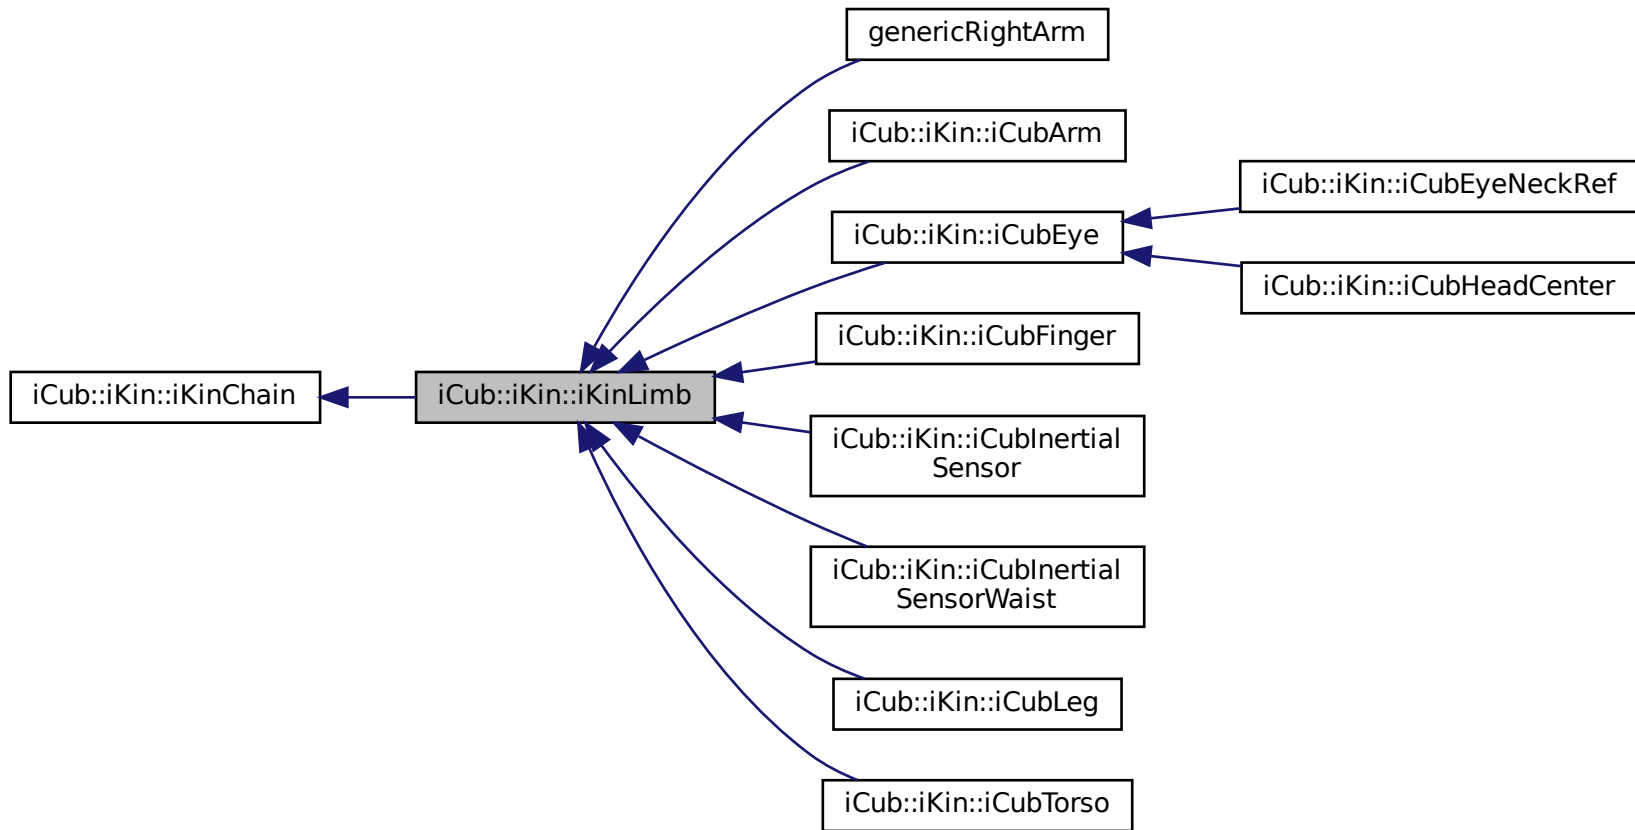 genericRightArm
iCub::iKin::iCubArm
iCub::iKin::iCubEyeNeckRef
iCub::iKin::iCubEye
iCub::iKin::iCubHeadCenter
iCub::iKin::iCubFinger
iCub::iKin::iKinChain
iCub::iKin::iKinLimb
iCub::iKin::iCubInertial
Sensor
iCub::iKin::iCubInertial
SensorWaist
iCub::iKin::iCubLeg
iCub::iKin::iCubTorso